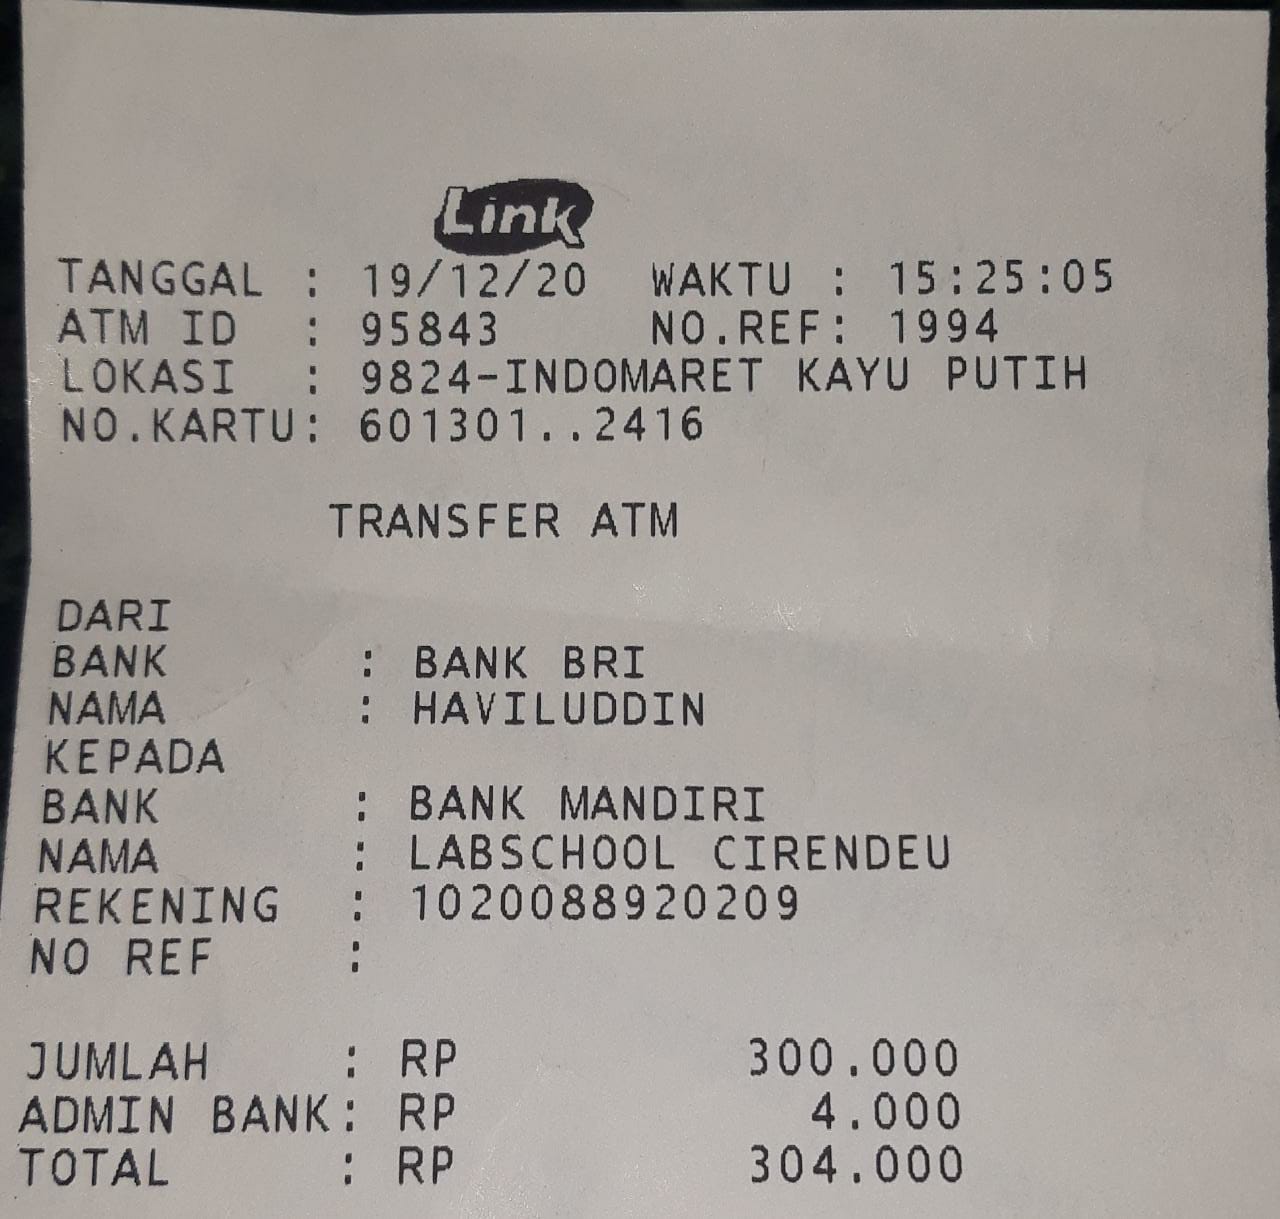 Link
TANGGAL : 19/12/20 WAKTU : 15:25:05
ATM ID : 95843 NO.REF: 1994
LOKASI : 9824-INDOMARET KAYU PUTIH
NO.KARTU: 601301..2416
TRANSFER ATM
DARI
BANK : BANK BRI
NAMA : HAVILUDDIN
KEPADA
BANK : BANK MANDIRI
NAMA : LABSCHOOL CIRENDEU
REKENING : 1020088920209
NO REF :
JUMLAH : RP 300.000
ADMIN BANK: RP 4.000
TOTAL : RP 304.000